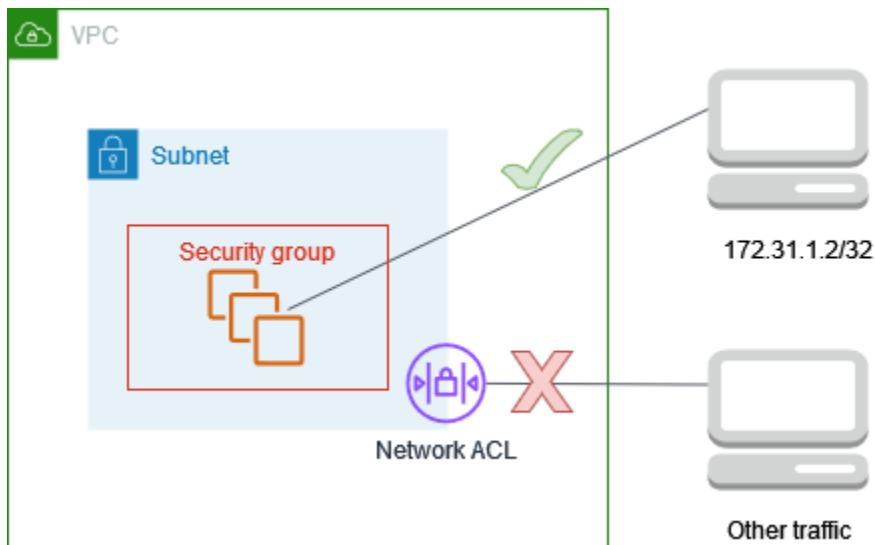 VPC
Subnet
Security group
172.31.1.2/32
Network ACL
Other traffic